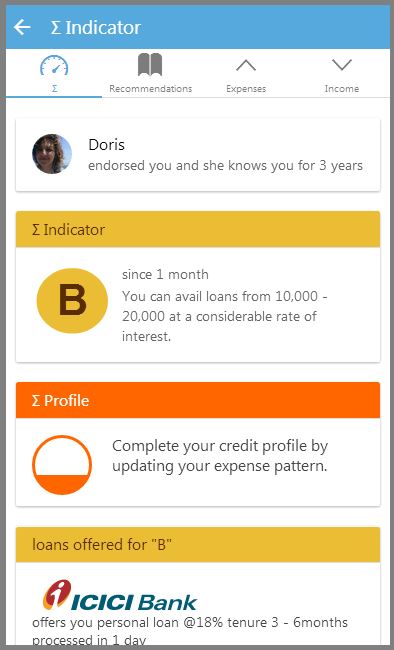 Σ Indicator
Σ
Recommendations
Expenses
Income
Doris
endorsed you and she knows you for 3 years
Σ Indicator
B
since 1 month
You can avail loans from 10,000 -
20,000 at a considerable rate of
interest.
Σ Profile
Complete your credit profile by
updating your expense pattern.
loans offered for "B"
ICICI Bank
offers you personal loan @18% tenure 3 - 6months
processed in 1 day